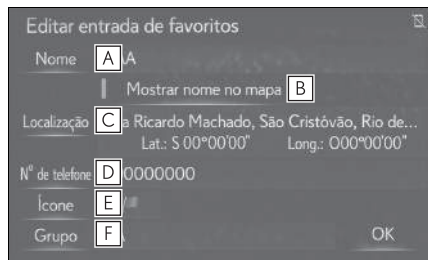 Editar entrada de favoritos
Nome A A
Mostrar nome no mapa B
Localização C a Ricardo Machado, São Cristóvão, Rio de...
Lat.: S 00°00'00" Long.: O00°00'00"
Nº de telefone D 0000000
Ícone E
Grupo F
OK